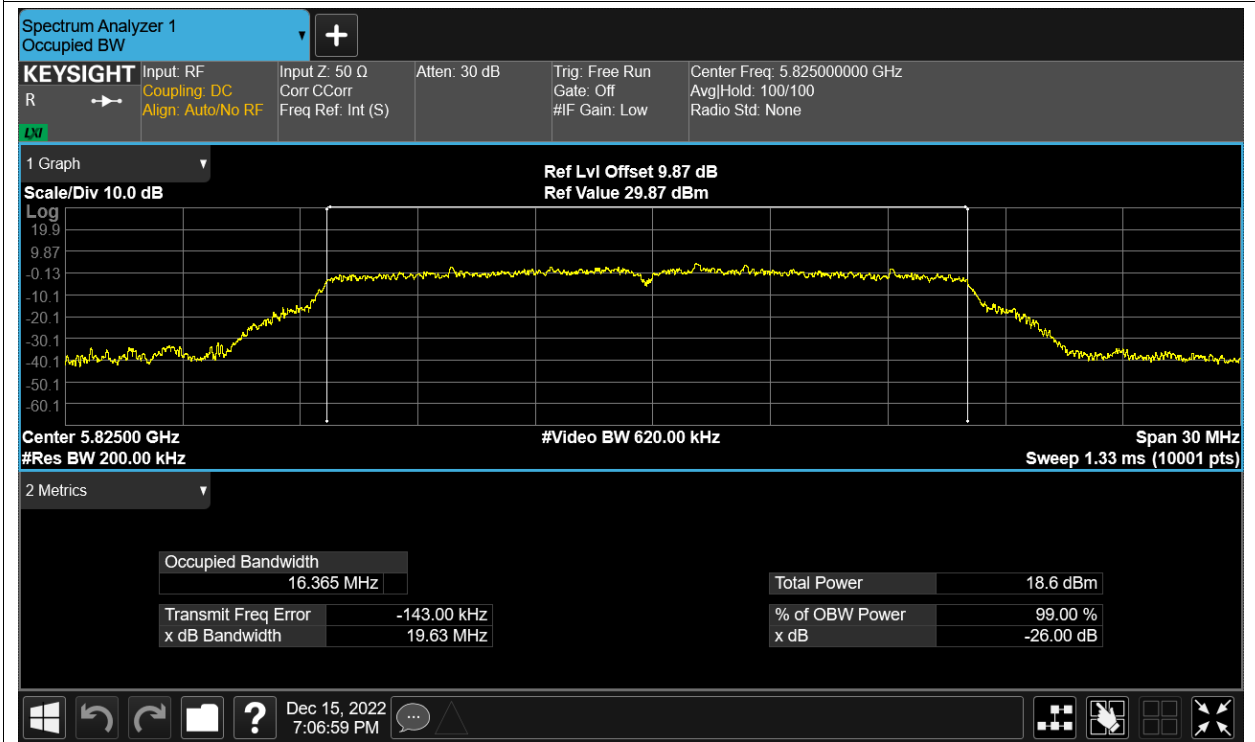 Spectrum Analyzer 1
Occupied BW
KEYSIGHT
R
LXI
Input: RF
Coupling: DC
Align: Auto/No RF
Input Z: 50 Ω
Corr CCorr
Freq Ref: Int (S)
Atten: 30 dB
Trig: Free Run
Gate: Off
#IF Gain: Low
Center Freq: 5.825000000 GHz
Avg|Hold: 100/100
Radio Std: None
1 Graph
Scale/Div 10.0 dB
Ref Lvl Offset 9.87 dB
Ref Value 29.87 dBm
Log
19.9
9.87
-0.13
-10.1
-20.1
-30.1
-40.1
-50.1
-60.1
Center 5.82500 GHz
#Res BW 200.00 kHz
#Video BW 620.00 kHz
Span 30 MHz
Sweep 1.33 ms (10001 pts)
2 Metrics
Occupied Bandwidth
16.365 MHz
Transmit Freq Error -143.00 kHz
x dB Bandwidth 19.63 MHz
Total Power 18.6 dBm
% of OBW Power 99.00 %
x dB -26.00 dB
?
Dec 15, 2022
7:06:59 PM